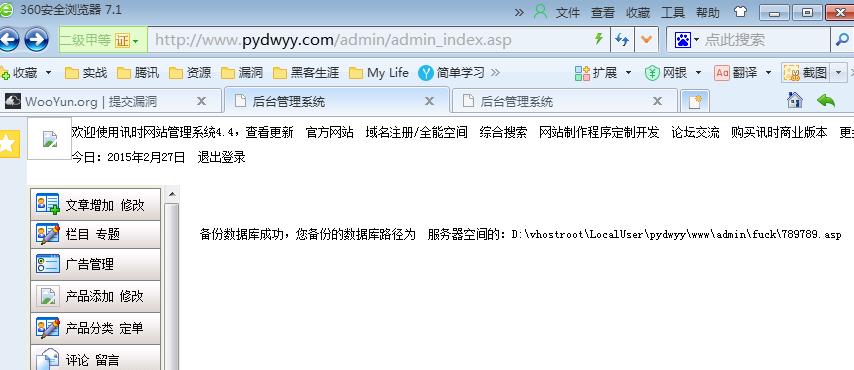 360安全浏览器 7.1
» 文件 查看 收藏 工具 帮助
二级甲等 证 http://www.pydwyy.com/admin/admin_index.asp 点此搜索
收藏 实战 腾讯 资源 漏洞 黑客生涯 My Life 简单学习 » 扩展 网银 Aa 翻译 截图
WooYun.org | 提交漏洞 后台管理系统 后台管理系统
欢迎使用讯时网站管理系统4.4，查看更新 官方网站 域名注册/全能空间 综合搜索 网站制作程序定制开发 论坛交流 购买讯时商业版本 更
今日：2015年2月27日 退出登录
文章增加 修改
备份数据库成功，您备份的数据库路径为 服务器空间的：D:\vhostroot\LocalUser\pydwyy\www\admin\fuck\789789.asp
栏目 专题
广告管理
产品添加 修改
产品分类 定单
评论 留言